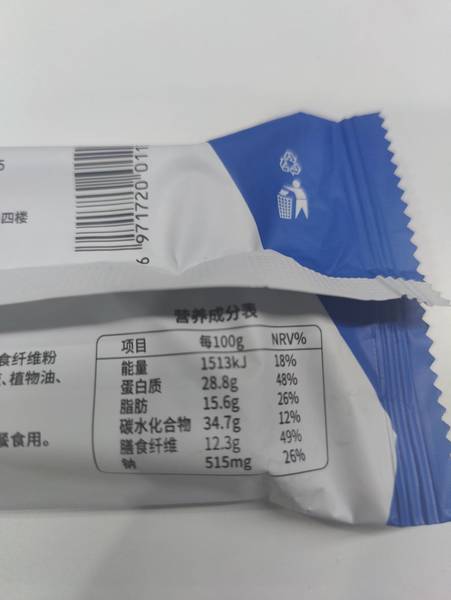 四楼
6 971720 011
营养成分表
项目 每100g NRV%
能量 1513kJ 18%
蛋白质 28.8g 48%
脂肪 15.6g 26%
碳水化合物 34.7g 12%
膳食纤维 12.3g 49%
钠 515mg 26%
食纤维粉
、植物油、
餐食用。